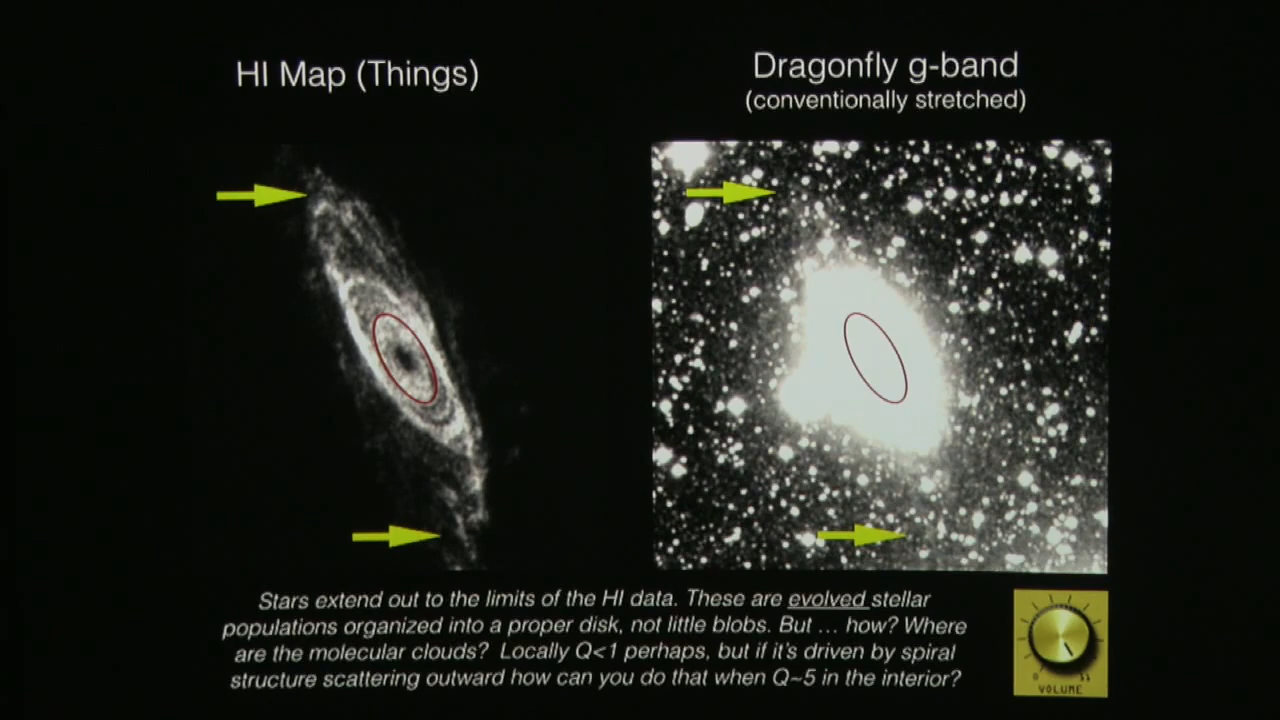 HI Map (Things)
Dragonfly g-band
(conventionally stretched)
Stars extend out to the limits of the HI data. These are evolved stellar
populations organized into a proper disk, not little blobs. But ... how? Where
are the molecular clouds? Locally Q<1 perhaps, but if it's driven by spiral
structure scattering outward how can you do that when Q~5 in the interior?
0 11
VOLUME